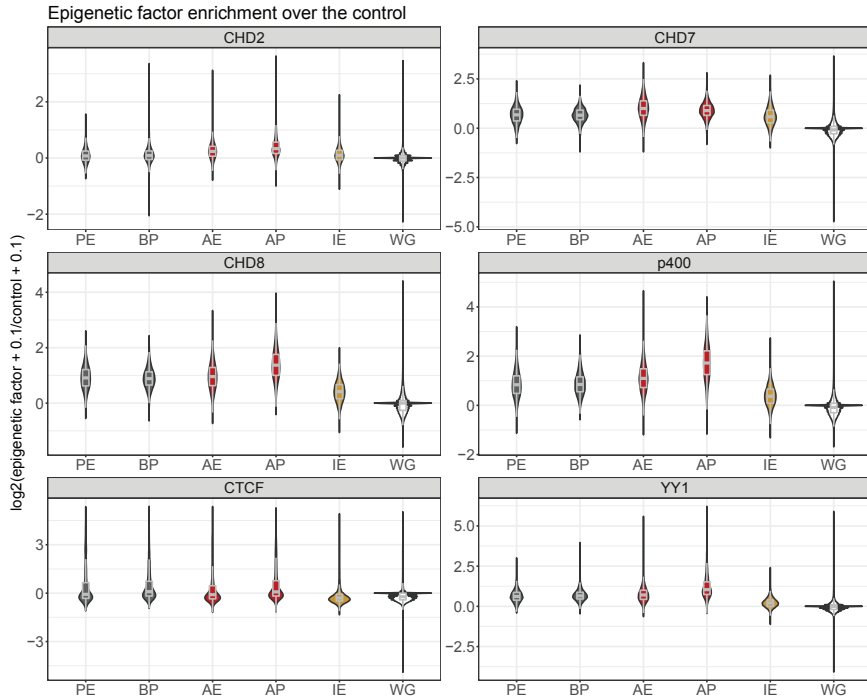 Epigenetic factor enrichment over the control
log2(epigenetic factor + 0.1/control + 0.1)
CHD2
2
0
−2
PE BP AE AP IE WG
CHD7
2.5
0.0
−2.5
−5.0
PE BP AE AP IE WG
CHD8
4
2
0
PE BP AE AP IE WG
p400
4
2
0
−2
PE BP AE AP IE WG
CTCF
3
0
−3
PE BP AE AP IE WG
YY1
5.0
2.5
0.0
−2.5
PE BP AE AP IE WG